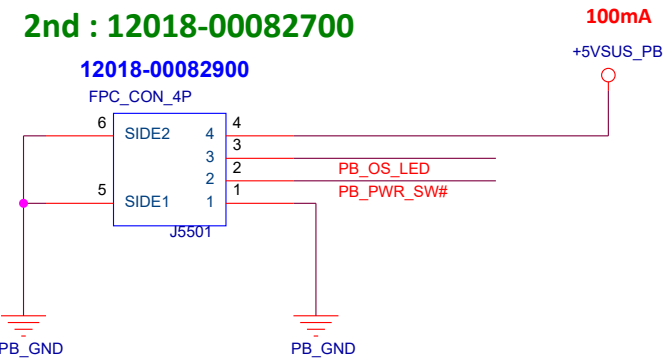 2nd : 12018-00082700
100mA
+5VSUS_PB
12018-00082900
FPC_CON_4P
6 SIDE2 4 4
3 3 PB_OS_LED
2 2 PB_PWR_SW#
5 SIDE1 1 1
J5501
PB_GND
PB_GND